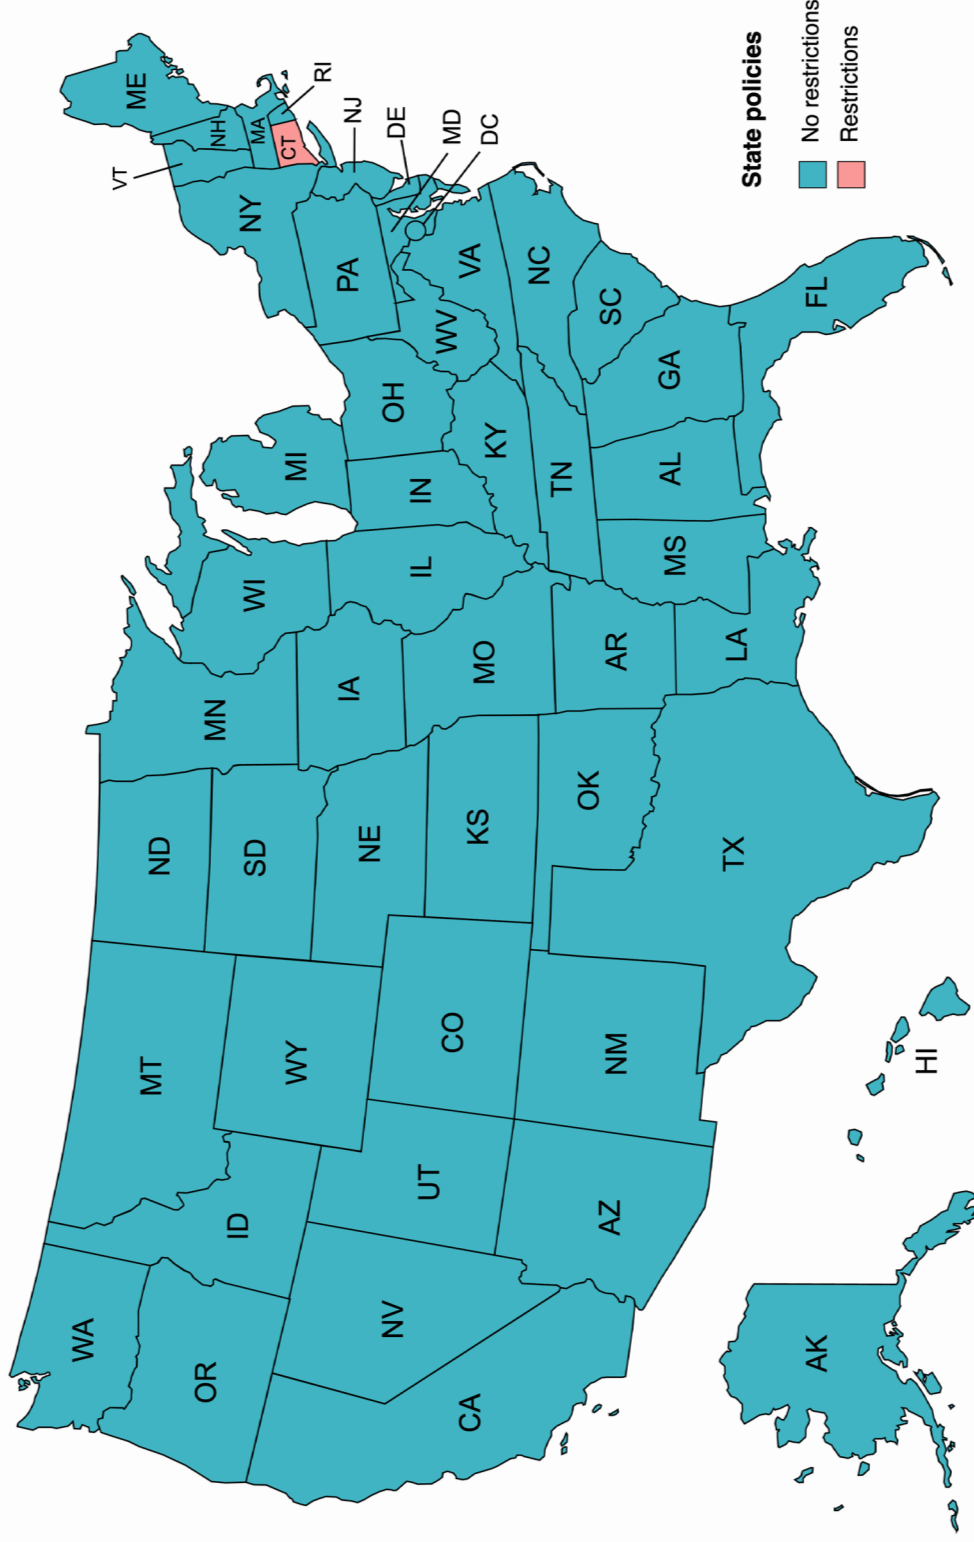 WA
OR
CA
NV
ID
MT
WY
UT
AZ
CO
NM
ND
SD
NE
KS
OK
TX
MN
IA
MO
AR
LA
WI
IL
MI
IN
OH
KY
TN
MS
AL
GA
FL
SC
NC
VA
WV
PA
NY
VT
NH
ME
MA
CT
RI
NJ
DE
MD
DC
AK
HI
State policies
No restrictions
Restrictions